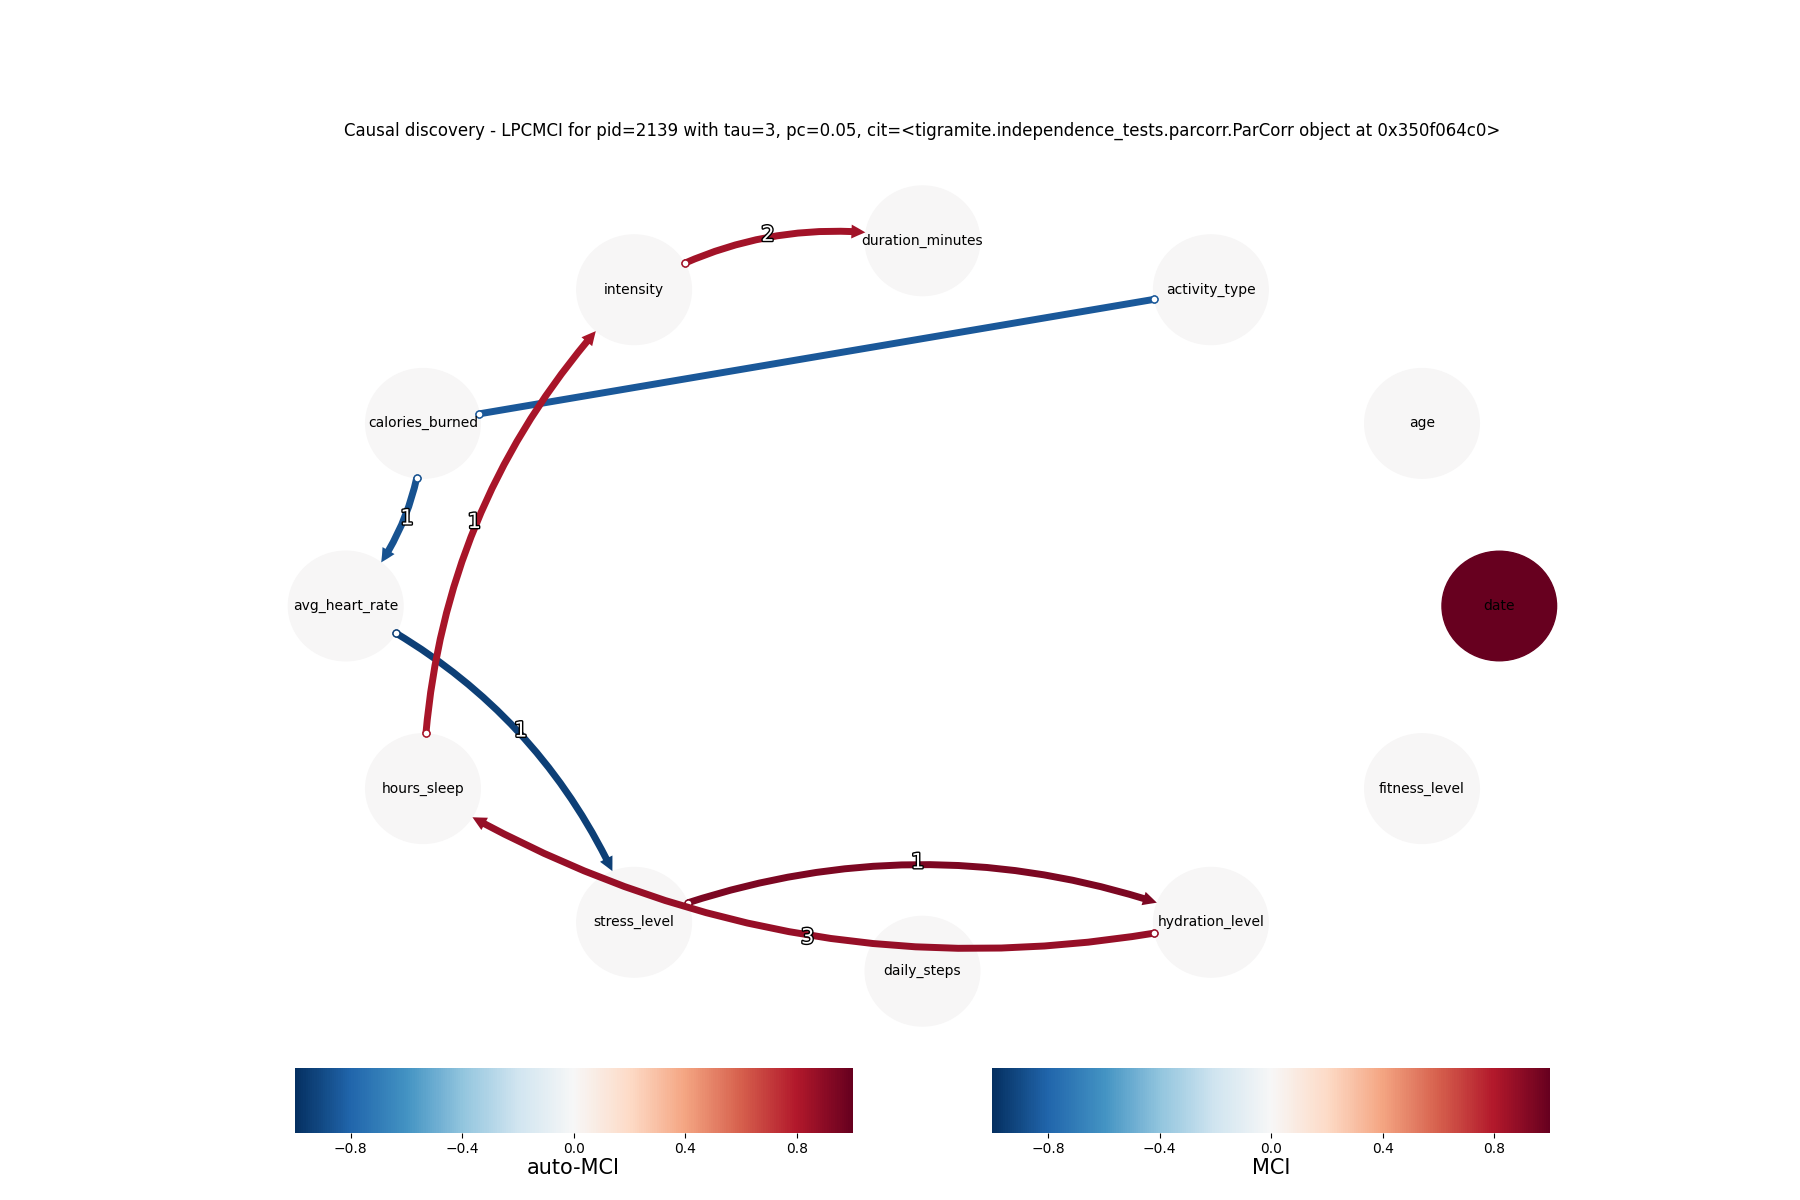 Causal discovery - LPCMCI for pid=2139 with tau=3, pc=0.05, cit=<tigramite.independence_tests.parcorr.ParCorr object at 0x350f064c0>
2
duration_minutes
intensity
activity_type
calories_burned
age
1
1
avg_heart_rate
date
1
hours_sleep
fitness_level
1
stress_level
hydration_level
3
daily_steps
−0.8 −0.4 0.0 0.4 0.8
auto-MCI
−0.8 −0.4 0.0 0.4 0.8
MCI